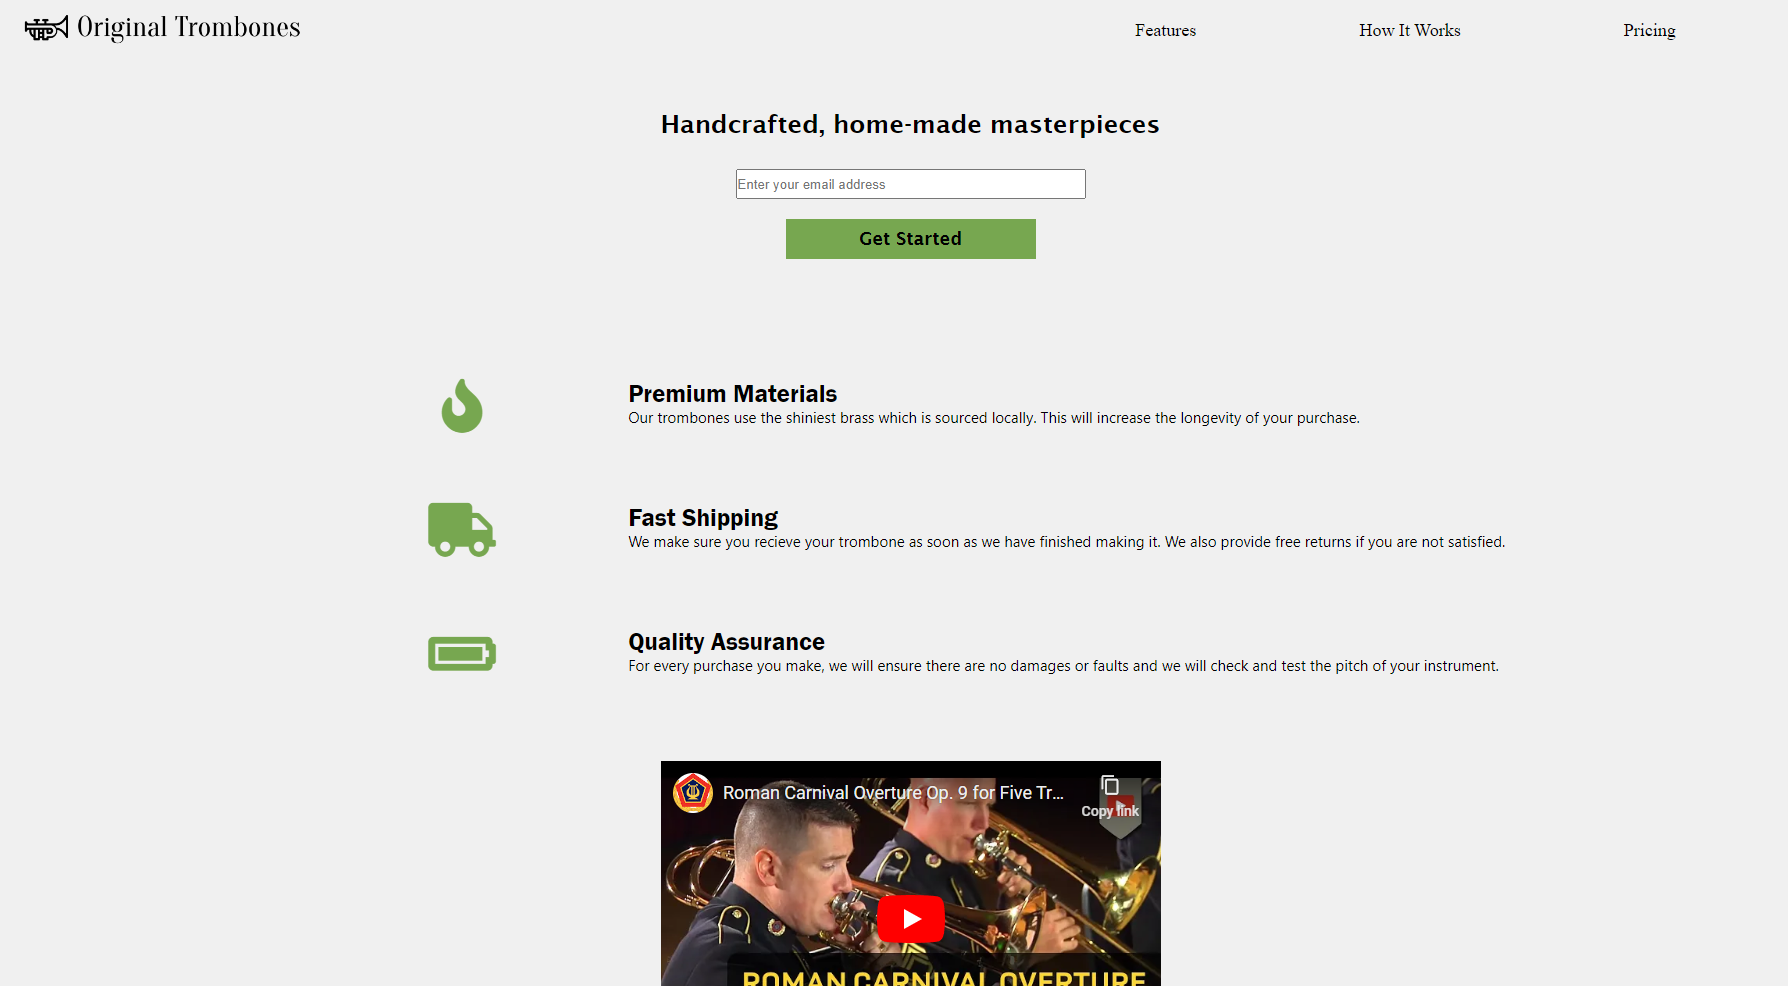 Original Trombones
Features
How It Works
Pricing
Handcrafted, home-made masterpieces
Enter your email address
Get Started
Premium Materials
Our trombones use the shiniest brass which is sourced locally. This will increase the longevity of your purchase.
Fast Shipping
We make sure you recieve your trombone as soon as we have finished making it. We also provide free returns if you are not satisfied.
Quality Assurance
For every purchase you make, we will ensure there are no damages or faults and we will check and test the pitch of your instrument.
Roman Carnival Overture Op. 9 for Five Tr...
Copy link
ROMAN CARNIVAL OVERTURE